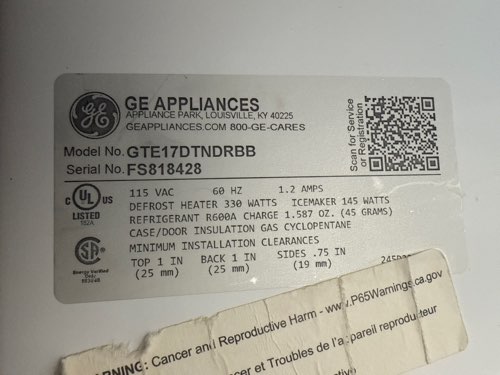 GE APPLIANCES
APPLIANCE PARK, LOUISVILLE, KY 40225
GEAPPLIANCES.COM 800-GE-CARES
Scan for Service
or Registration
Model No. GTE17DTNDRBB
Serial No. FS818428
C UL US
LISTED
115 VAC 60 HZ 1.2 AMPS
DEFROST HEATER 330 WATTS ICEMAKER 145 WATTS
REFRIGERANT R600A CHARGE 1.587 OZ. (45 GRAMS)
CASE/DOOR INSULATION GAS CYCLOPENTANE
MINIMUM INSTALLATION CLEARANCES
TOP 1 IN BACK 1 IN SIDES .75 IN
(25 mm) (25 mm) (19 mm)
SA
Energy Verified
: Cancer and Reproductive Harm - www.P65Warnings.ca.gov
et Troubles de l'appareil reproducteur